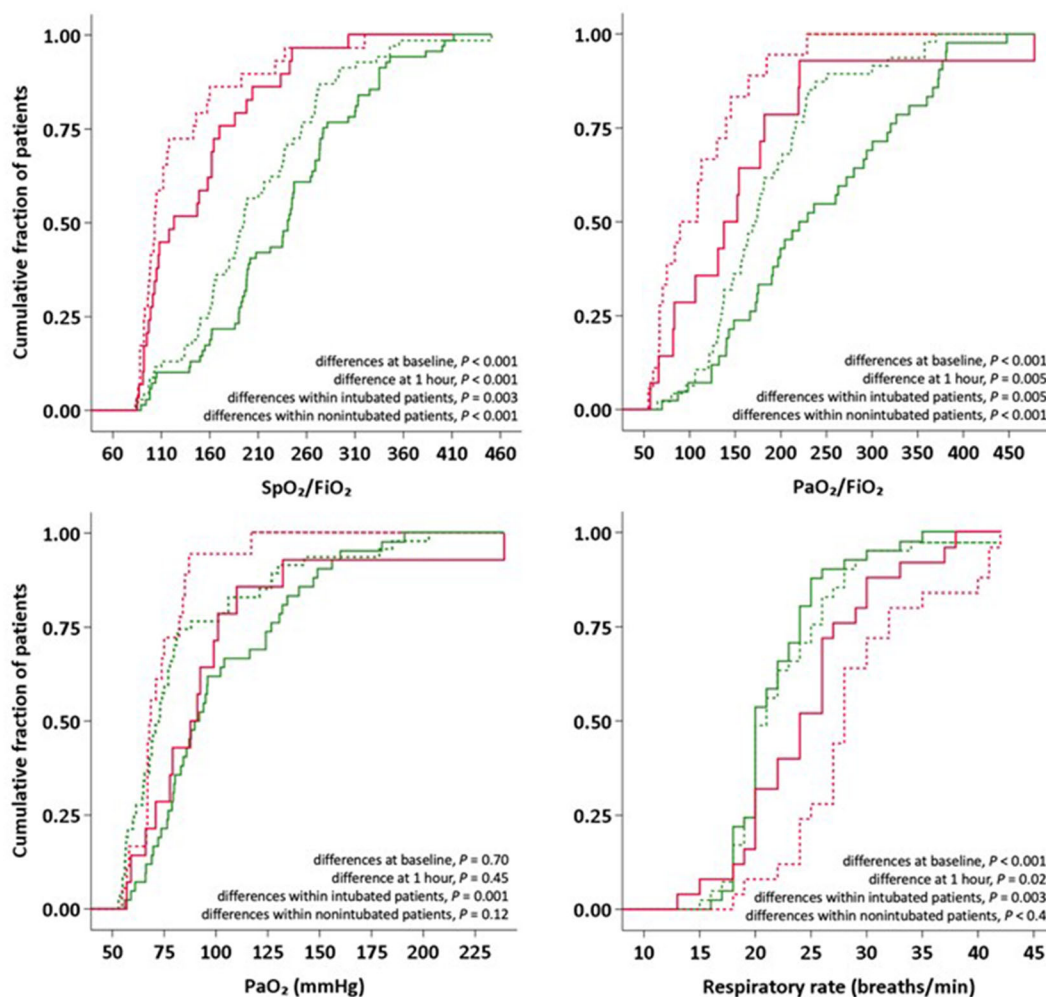 1.00
0.75
0.50
0.25
0.00
Cumulative fraction of patients
differences at baseline, P < 0.001
difference at 1 hour, P < 0.001
differences within intubated patients, P = 0.003
differences within nonintubated patients, P < 0.001
60 110 160 210 260 310 360 410 460
SpO₂/FiO₂
1.00
0.75
0.50
0.25
0.00
differences at baseline, P < 0.001
difference at 1 hour, P = 0.005
differences within intubated patients, P = 0.005
differences within nonintubated patients, P < 0.001
50 100 150 200 250 300 350 400 450
PaO₂/FiO₂
1.00
0.75
0.50
0.25
0.00
Cumulative fraction of patients
differences at baseline, P = 0.70
difference at 1 hour, P = 0.45
differences within intubated patients, P = 0.001
differences within nonintubated patients, P = 0.12
50 75 100 125 150 175 200 225
PaO₂ (mmHg)
1.00
0.75
0.50
0.25
0.00
differences at baseline, P < 0.001
difference at 1 hour, P = 0.02
differences within intubated patients, P = 0.003
differences within nonintubated patients, P < 0.4
10 15 20 25 30 35 40 45
Respiratory rate (breaths/min)